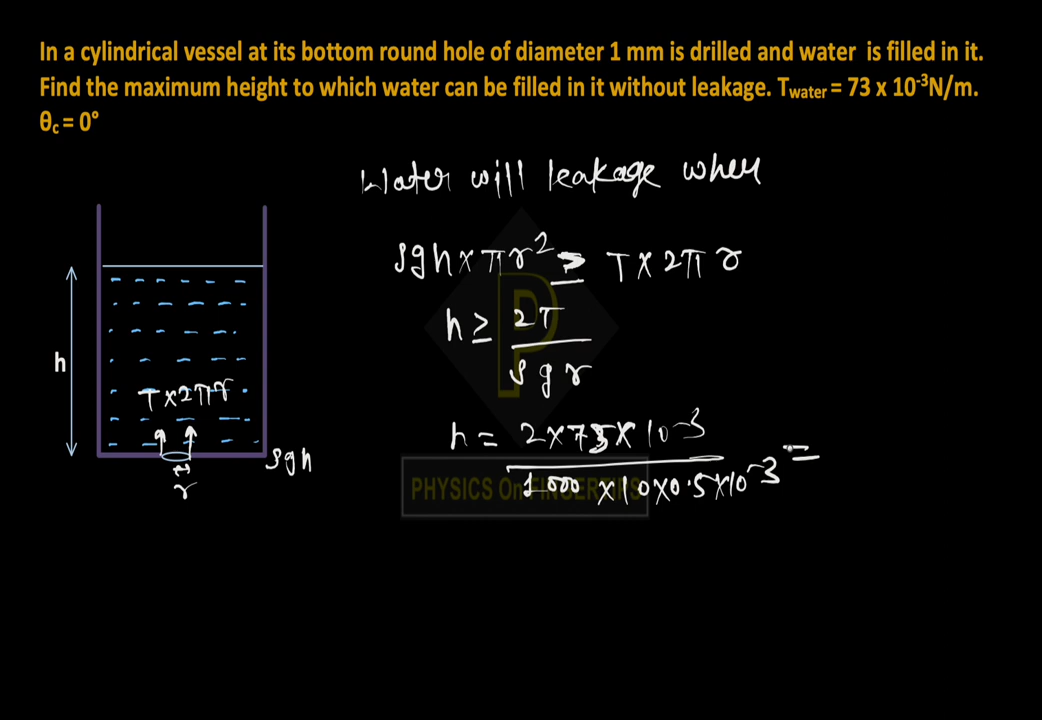 In a cylindrical vessel at its bottom round hole of diameter 1 mm is drilled and water is filled in it.
Find the maximum height to which water can be filled in it without leakage. Twater = 73 x 10⁻³N/m.
θc = 0°
Water will leakage when
ρgh × πr² ≥ T × 2πr
h ≥ 2T
ρgr
h
T×2πr
h = 2×73×10⁻³
=
ρgh
1000 ×10×0.5×10⁻³
PHYSICS On FINGERTIPS
r